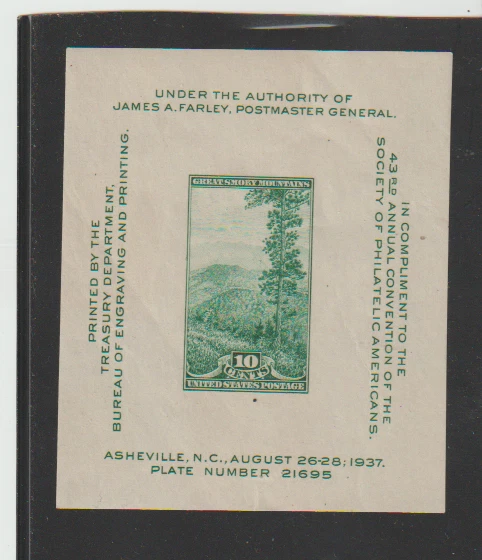 UNDER THE AUTHORITY OF
JAMES A. FARLEY, POSTMASTER GENERAL.
PRINTED BY THE
TREASURY DEPARTMENT,
BUREAU OF ENGRAVING AND PRINTING.
GREAT SMOKY MOUNTAINS
10
CENTS
UNITED STATES POSTAGE
IN COMPLIMENT TO THE
43RD ANNUAL CONVENTION OF THE
SOCIETY OF PHILATELIC AMERICANS.
ASHEVILLE, N.C., AUGUST 26-28; 1937.
PLATE NUMBER 21695